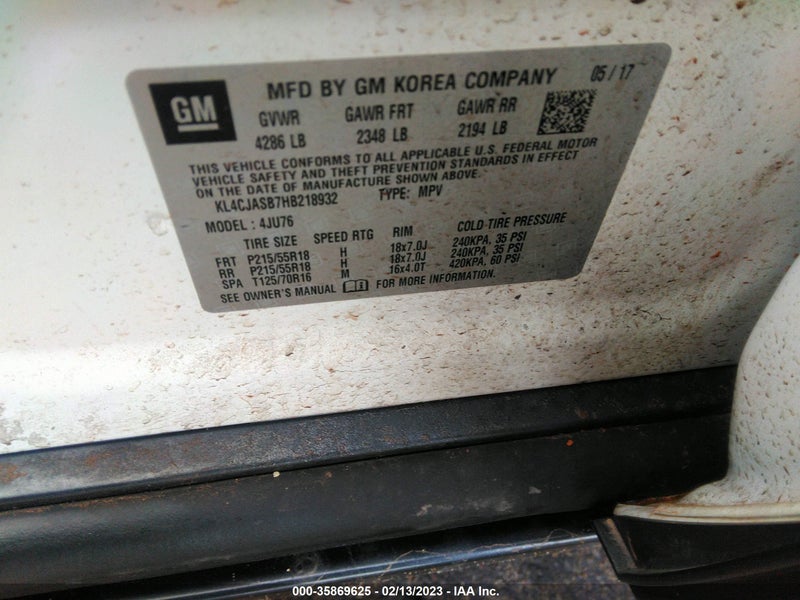 GM
MFD BY GM KOREA COMPANY 05 / 17
GVWR GAWR FRT GAWR RR
4286 LB 2348 LB 2194 LB
THIS VEHICLE CONFORMS TO ALL APPLICABLE U.S. FEDERAL MOTOR
VEHICLE SAFETY AND THEFT PREVENTION STANDARDS IN EFFECT
ON THE DATE OF MANUFACTURE SHOWN ABOVE.
KL4CJASB7HB218932 TYPE: MPV
MODEL : 4JU76
TIRE SIZE SPEED RTG RIM COLD TIRE PRESSURE
FRT P215/55R18 H 18x7.0J 240KPA, 35 PSI
RR P215/55R18 H 18x7.0J 240KPA, 35 PSI
SPA T125/70R16 M 16x4.0T 420KPA, 60 PSI
SEE OWNER'S MANUAL FOR MORE INFORMATION.
000-35869625 - 02/13/2023 - IAA Inc.